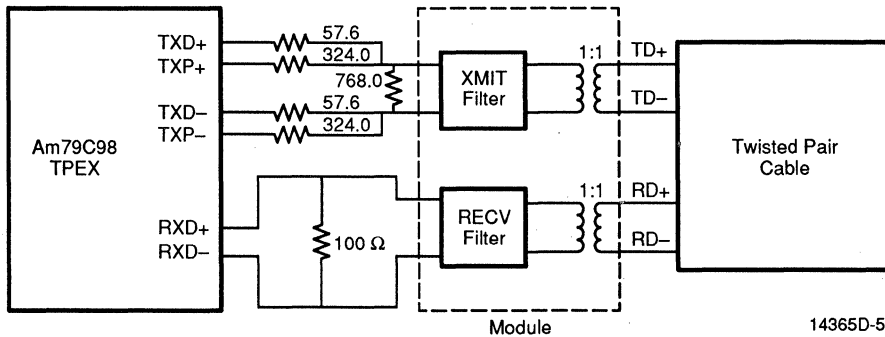 Am79C98
TPEX
TXD+
TXP+
TXD–
TXP–
RXD+
RXD–
57.6
324.0
768.0
57.6
324.0
100 Ω
XMIT
Filter
RECV
Filter
1:1
1:1
Module
TD+
TD–
RD+
RD–
Twisted Pair
Cable
14365D-5